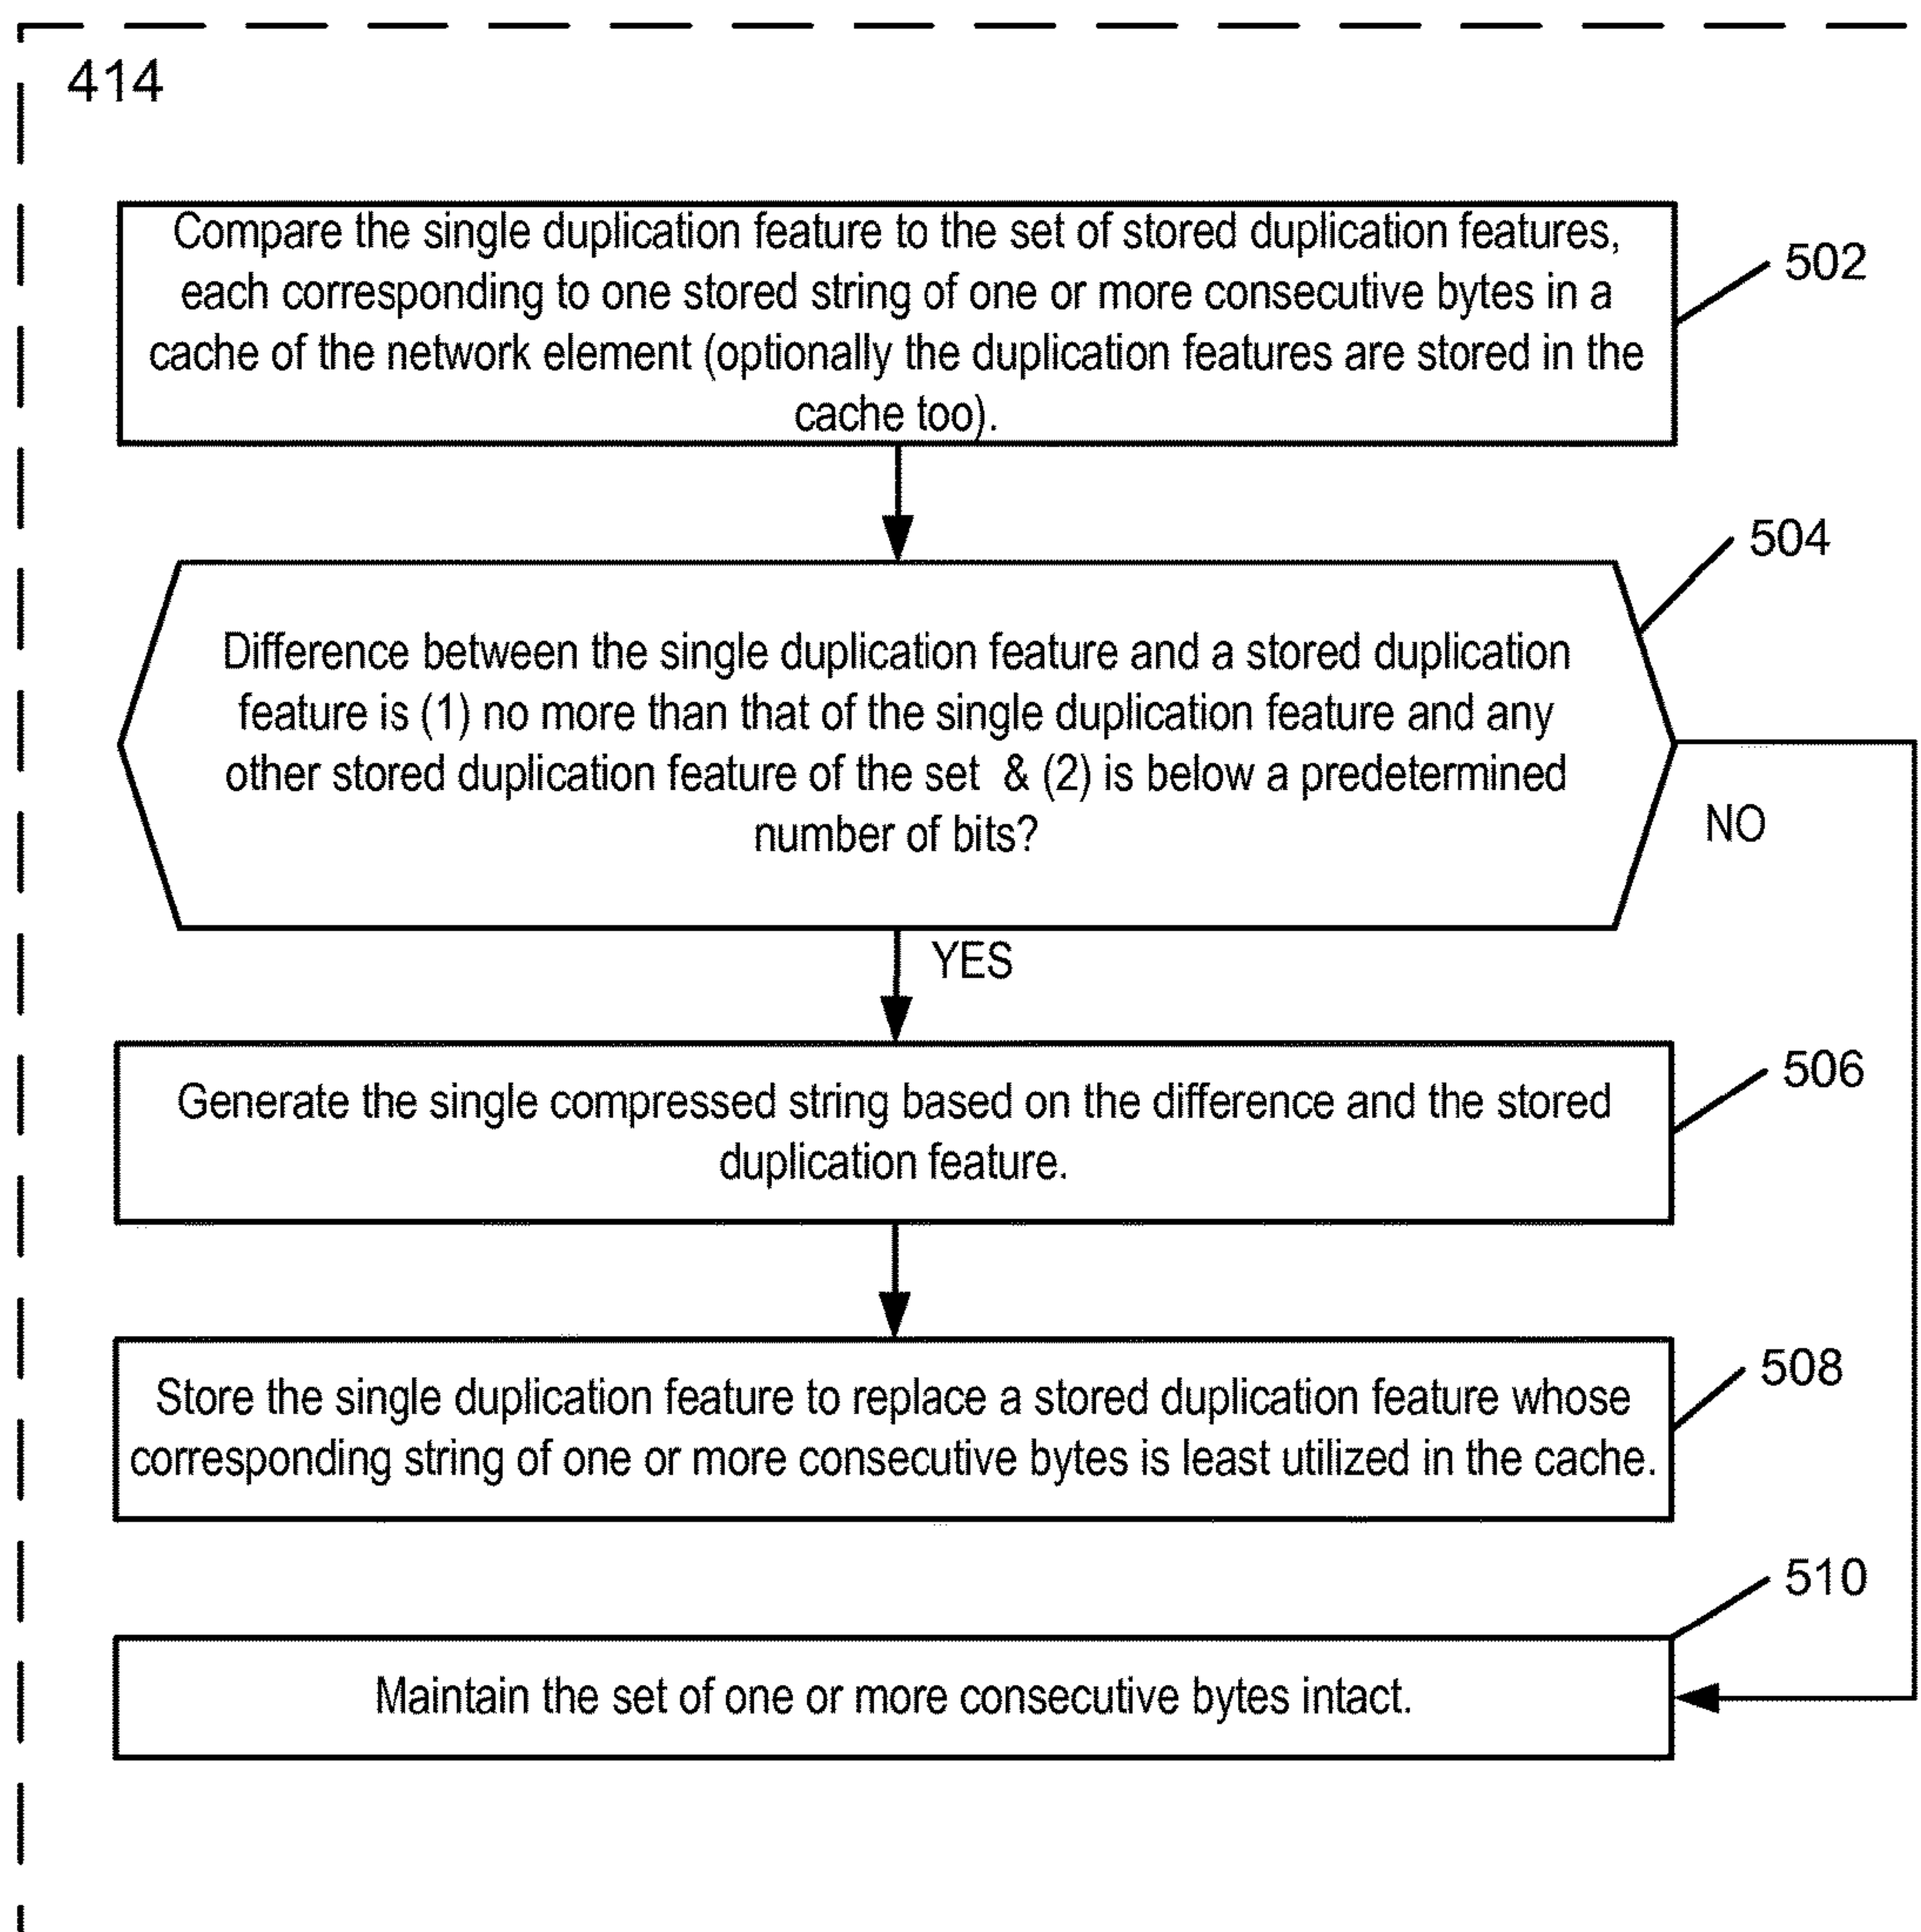 414
Compare the single duplication feature to the set of stored duplication features,
each corresponding to one stored string of one or more consecutive bytes in a
cache of the network element (optionally the duplication features are stored in the
cache too).
502
504
Difference between the single duplication feature and a stored duplication
feature is (1) no more than that of the single duplication feature and any
other stored duplication feature of the set & (2) is below a predetermined
number of bits?
NO
YES
506
Generate the single compressed string based on the difference and the stored
duplication feature.
508
Store the single duplication feature to replace a stored duplication feature whose
corresponding string of one or more consecutive bytes is least utilized in the cache.
510
Maintain the set of one or more consecutive bytes intact.